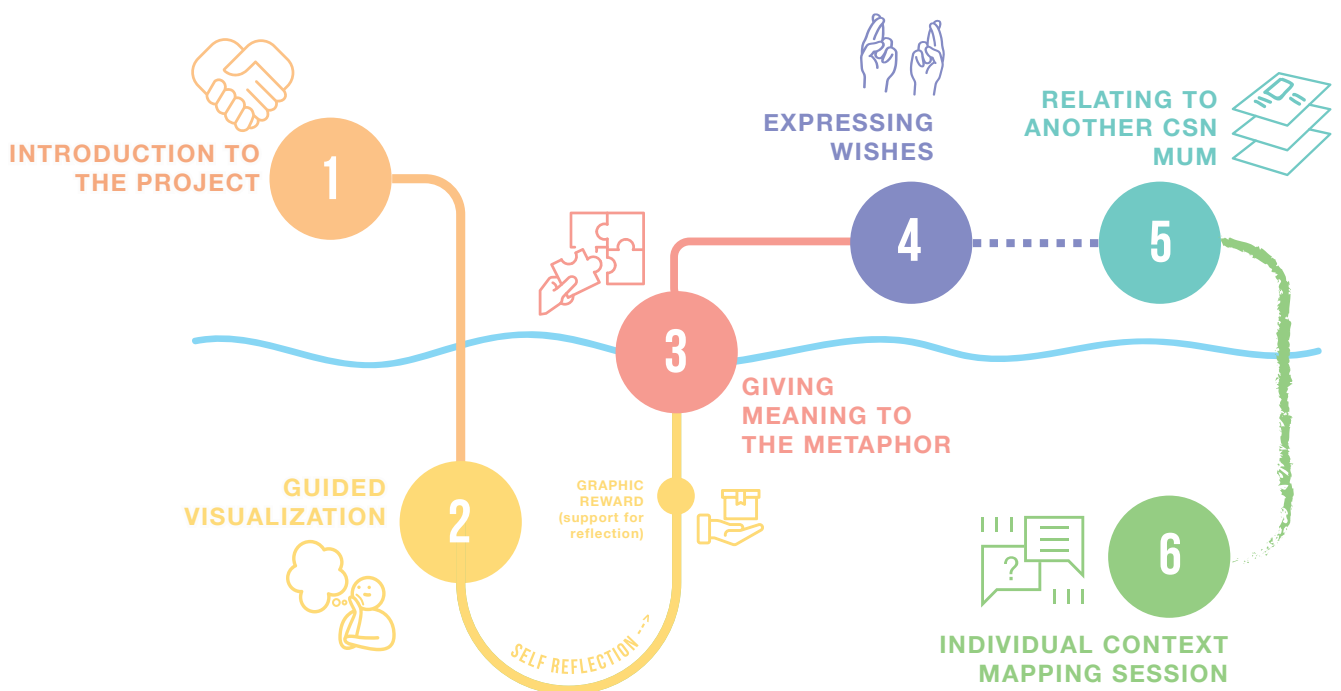 INTRODUCTION TO
THE PROJECT
1
GUIDED
VISUALIZATION
2
SELF REFLECTION -->
GRAPHIC
REWARD
(support for
reflection)
3
GIVING
MEANING TO
THE METAPHOR
EXPRESSING
WISHES
4
RELATING TO
ANOTHER CSN
MUM
5
?
6
INDIVIDUAL CONTEXT
MAPPING SESSION